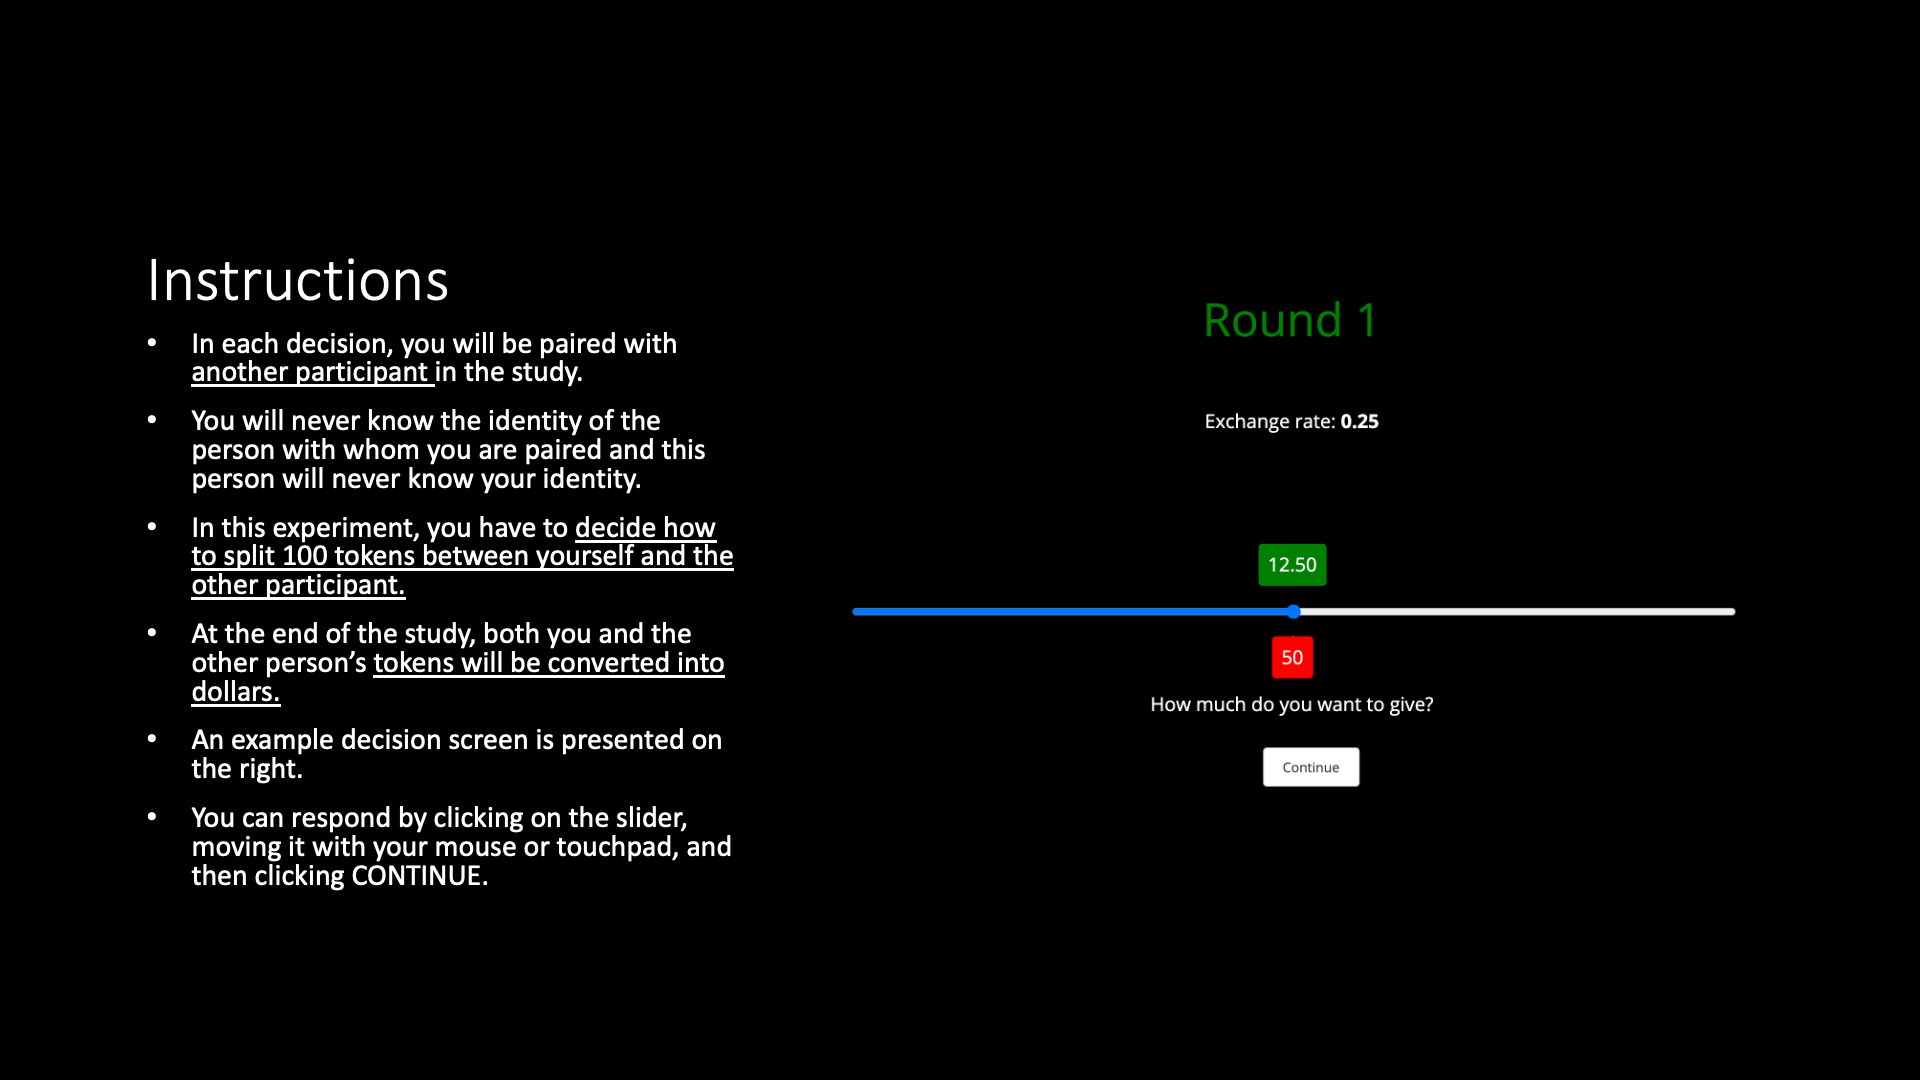 Instructions
• In each decision, you will be paired with
another participant in the study.
• You will never know the identity of the
person with whom you are paired and this
person will never know your identity.
• In this experiment, you have to decide how
to split 100 tokens between yourself and the
other participant.
• At the end of the study, both you and the
other person’s tokens will be converted into
dollars.
• An example decision screen is presented on
the right.
• You can respond by clicking on the slider,
moving it with your mouse or touchpad, and
then clicking CONTINUE.
Round 1
Exchange rate: 0.25
12.50
50
How much do you want to give?
Continue